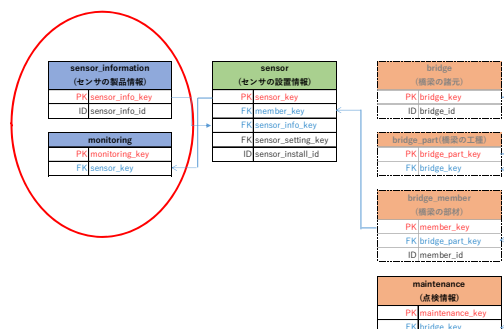 sensor_information
(センサの製品情報)
PK sensor_info_key
ID sensor_info_id
monitoring
PK monitoring_key
FK sensor_key
sensor
(センサの設置情報)
PK sensor_key
FK member_key
FK sensor_info_key
FK sensor_setting_key
ID sensor_install_id
bridge
(橋梁の諸元)
PK bridge_key
ID bridge_id
bridge_part(橋梁の工種)
PK bridge_part_key
FK bridge_key
bridge_member
(橋梁の部材)
PK member_key
FK bridge_part_key
ID member_id
maintenance
(点検情報)
PK maintenance_key
FK bridge_key